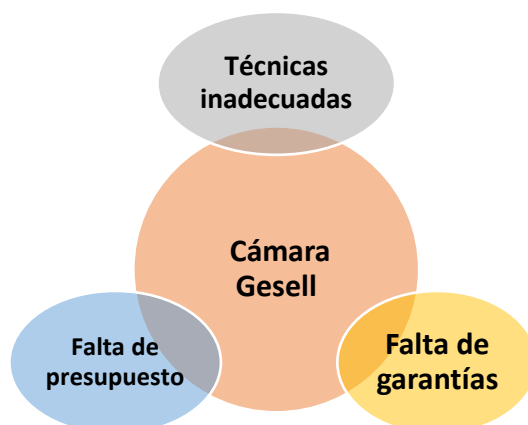 Técnicas
inadecuadas
Cámara
Gesell
Falta de
presupuesto
Falta de
garantías